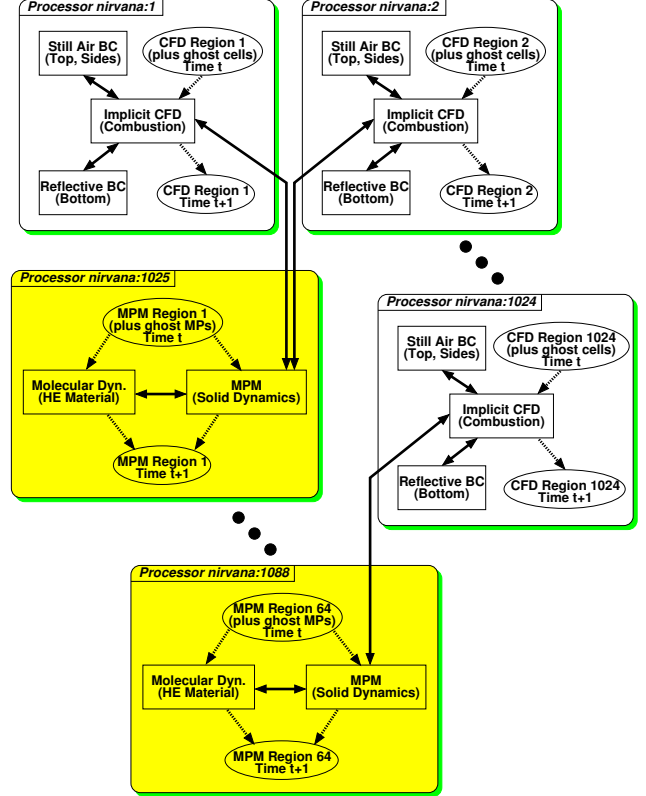 Processor nirvana:1
Still Air BC
(Top, Sides)
CFD Region 1
(plus ghost cells)
Time t
Implicit CFD
(Combustion)
Reflective BC
(Bottom)
CFD Region 1
Time t+1
Processor nirvana:2
Still Air BC
(Top, Sides)
CFD Region 2
(plus ghost cells)
Time t
Implicit CFD
(Combustion)
Reflective BC
(Bottom)
CFD Region 2
Time t+1
Processor nirvana:1025
MPM Region 1
(plus ghost MPs)
Time t
Molecular Dyn.
(HE Material)
MPM
(Solid Dynamics)
MPM Region 1
Time t+1
Processor nirvana:1024
Still Air BC
(Top, Sides)
CFD Region 1024
(plus ghost cells)
Time t
Implicit CFD
(Combustion)
Reflective BC
(Bottom)
CFD Region 1024
Time t+1
Processor nirvana:1088
MPM Region 64
(plus ghost MPs)
Time t
Molecular Dyn.
(HE Material)
MPM
(Solid Dynamics)
MPM Region 64
Time t+1